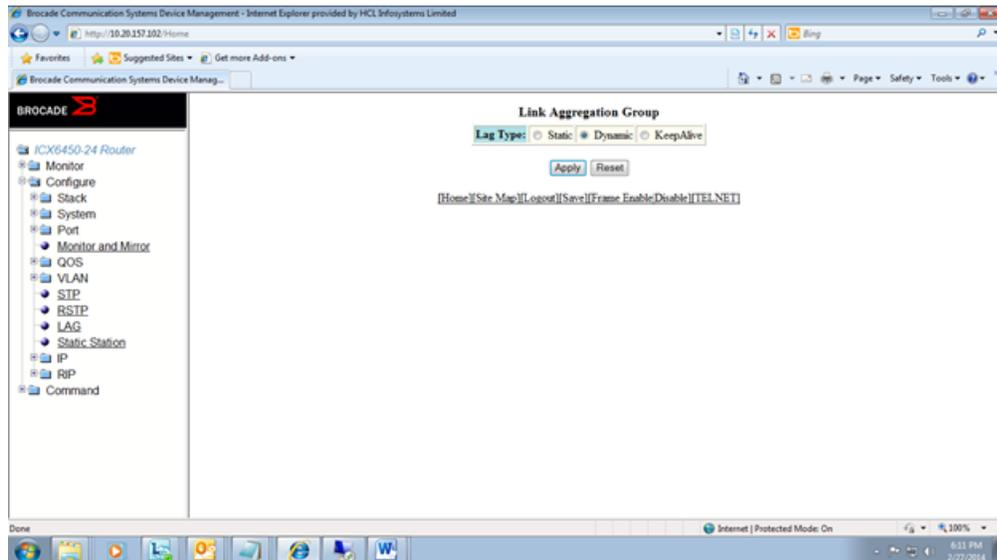 Brocade Communication Systems Device Management - Internet Explorer provided by HCL Infosystems Limited
http://10.20.157.102/Home
Bing
Favorites Suggested Sites Get more Add-ons
Brocade Communication Systems Device Manag...
Page Safety Tools
BROCADE
ICX6450-24 Router
Monitor
Configure
Stack
System
Port
Monitor and Mirror
QOS
VLAN
STP
RSTP
LAG
Static Station
IP
RIP
Command
Link Aggregation Group
Lag Type: Static Dynamic KeepAlive
Apply Reset
[Home][Site Map][Logout][Save][Frame Enable|Disable][TELNET]
Done
Internet | Protected Mode: On
100%
6:11 PM
2/27/2014